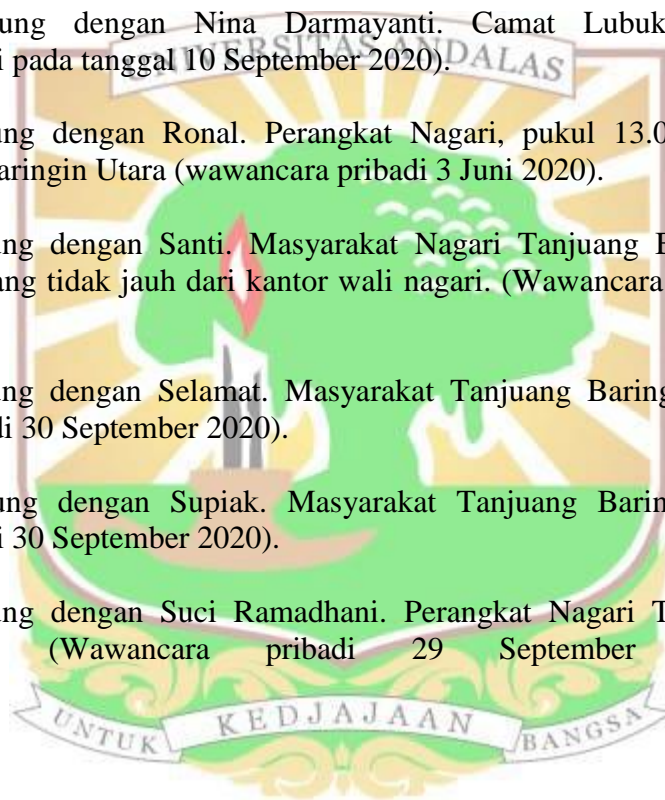 ung dengan Nina Darmayanti. Camat Lubuk
i pada tanggal 10 September 2020).
ung dengan Ronal. Perangkat Nagari, pukul 13.0
aringin Utara (wawancara pribadi 3 Juni 2020).
ung dengan Santi. Masyarakat Nagari Tanjuang B
ang tidak jauh dari kantor wali nagari. (Wawancara
ung dengan Selamat. Masyarakat Tanjuang Baring
di 30 September 2020).
ung dengan Supiak. Masyarakat Tanjuang Barin
i 30 September 2020).
ung dengan Suci Ramadhani. Perangkat Nagari T
(Wawancara pribadi 29 September
UNIVERSITAS ANDALAS
UNTUK KEDJAJAAN BANGSA